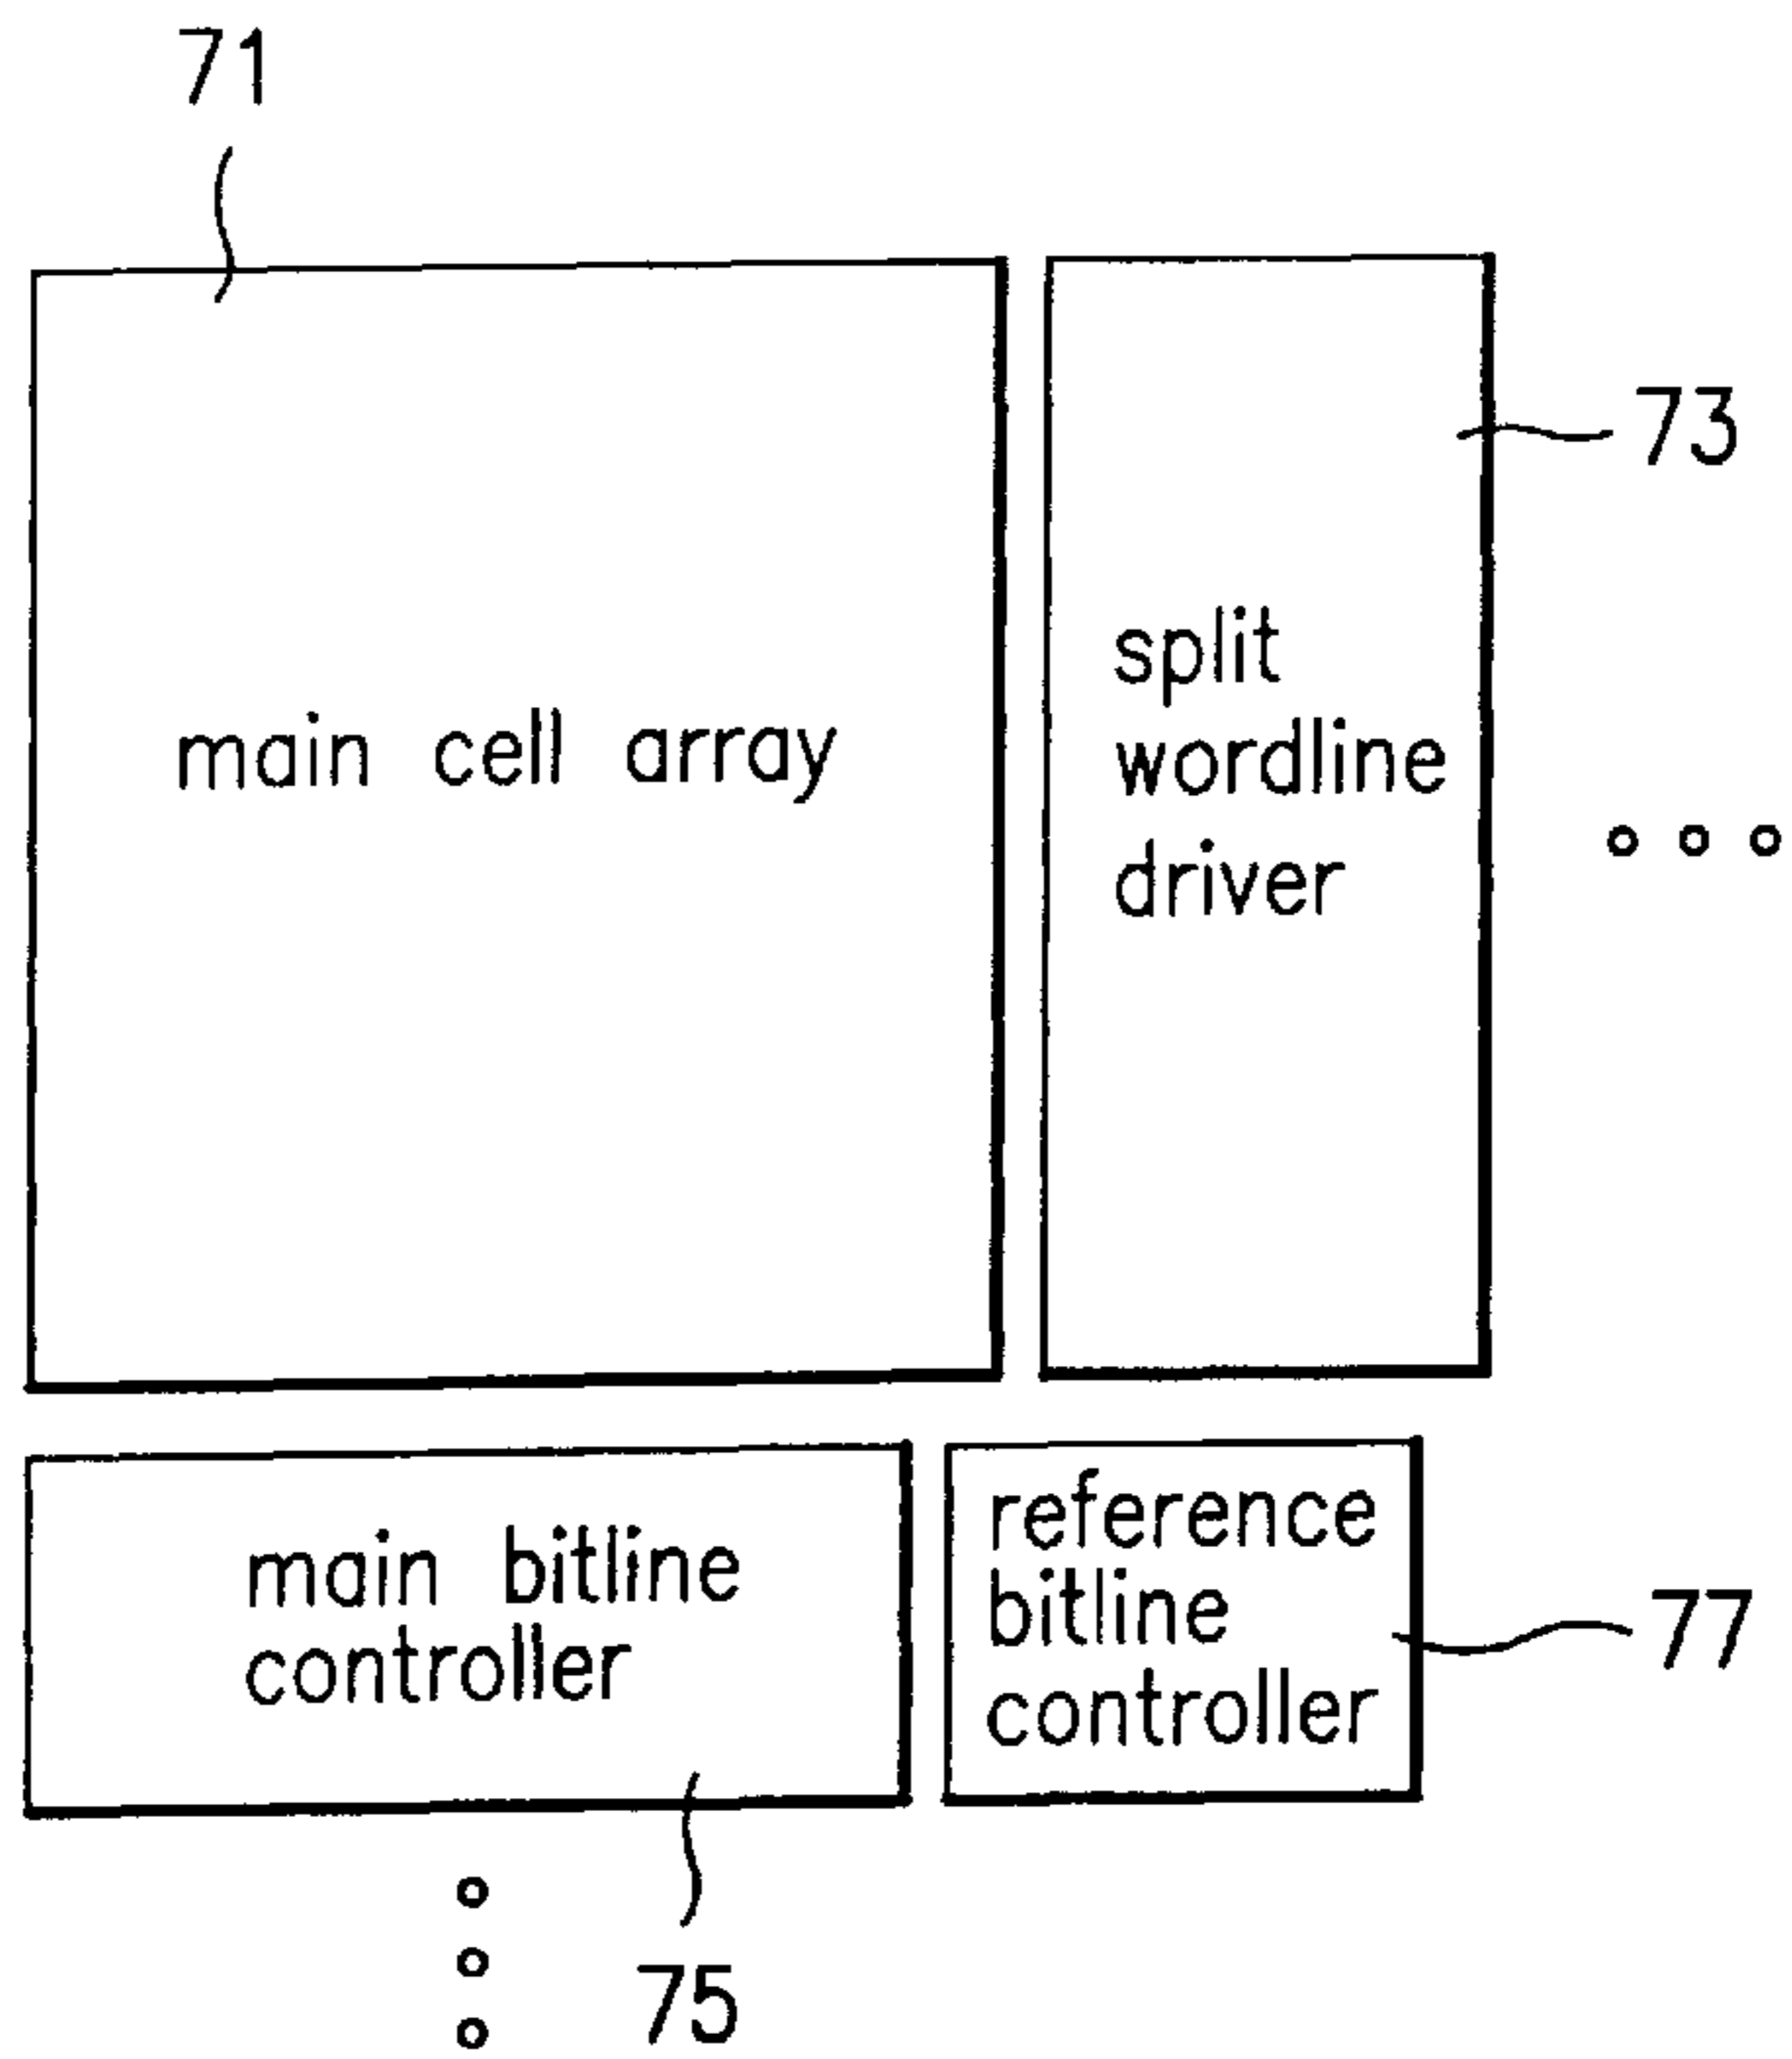 71
73
main cell array
split
wordline
driver
main bitline
controller
reference
bitline
controller
77
75